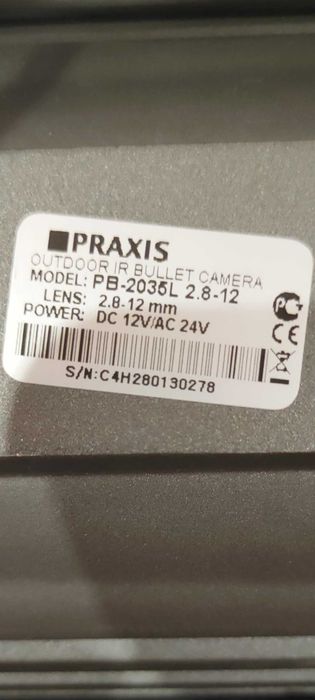 PRAXIS
OUTDOOR IR BULLET CAMERA
MODEL: PB-2035L 2.8-12
LENS: 2.8-12 mm
POWER: DC 12V/AC 24V
S/N:C4H280130278